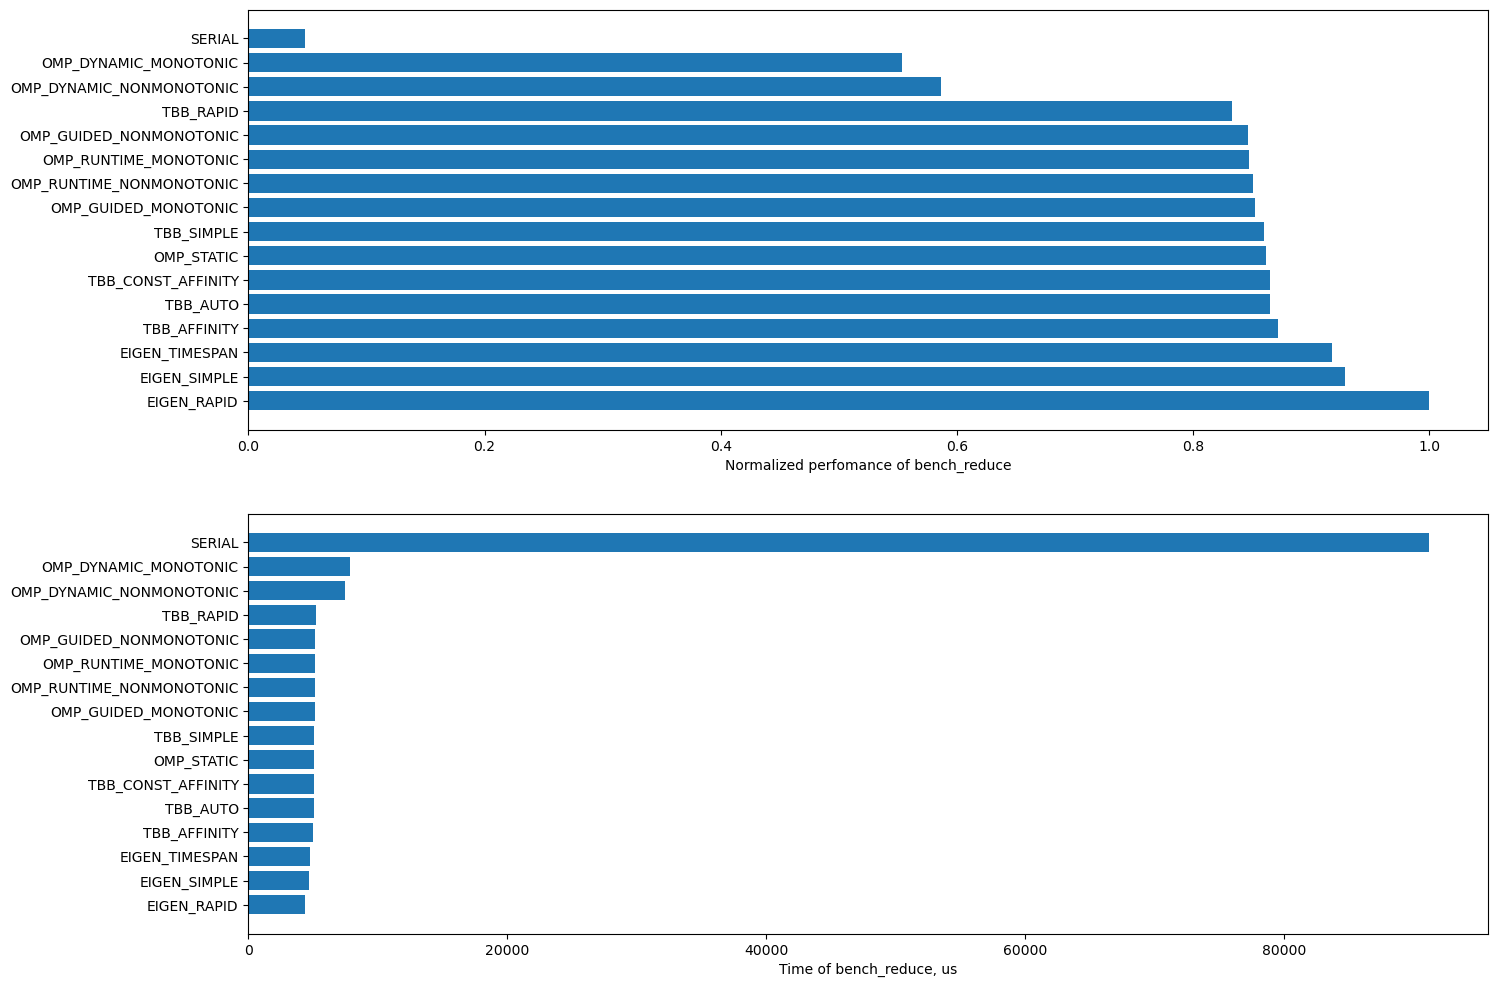 SERIAL
OMP_DYNAMIC_MONOTONIC
OMP_DYNAMIC_NONMONOTONIC
TBB_RAPID
OMP_GUIDED_NONMONOTONIC
OMP_RUNTIME_MONOTONIC
OMP_RUNTIME_NONMONOTONIC
OMP_GUIDED_MONOTONIC
TBB_SIMPLE
OMP_STATIC
TBB_CONST_AFFINITY
TBB_AUTO
TBB_AFFINITY
EIGEN_TIMESPAN
EIGEN_SIMPLE
EIGEN_RAPID
0.0 0.2 0.4 0.6 0.8 1.0
Normalized perfomance of bench_reduce
SERIAL
OMP_DYNAMIC_MONOTONIC
OMP_DYNAMIC_NONMONOTONIC
TBB_RAPID
OMP_GUIDED_NONMONOTONIC
OMP_RUNTIME_MONOTONIC
OMP_RUNTIME_NONMONOTONIC
OMP_GUIDED_MONOTONIC
TBB_SIMPLE
OMP_STATIC
TBB_CONST_AFFINITY
TBB_AUTO
TBB_AFFINITY
EIGEN_TIMESPAN
EIGEN_SIMPLE
EIGEN_RAPID
0 20000 40000 60000 80000
Time of bench_reduce, us